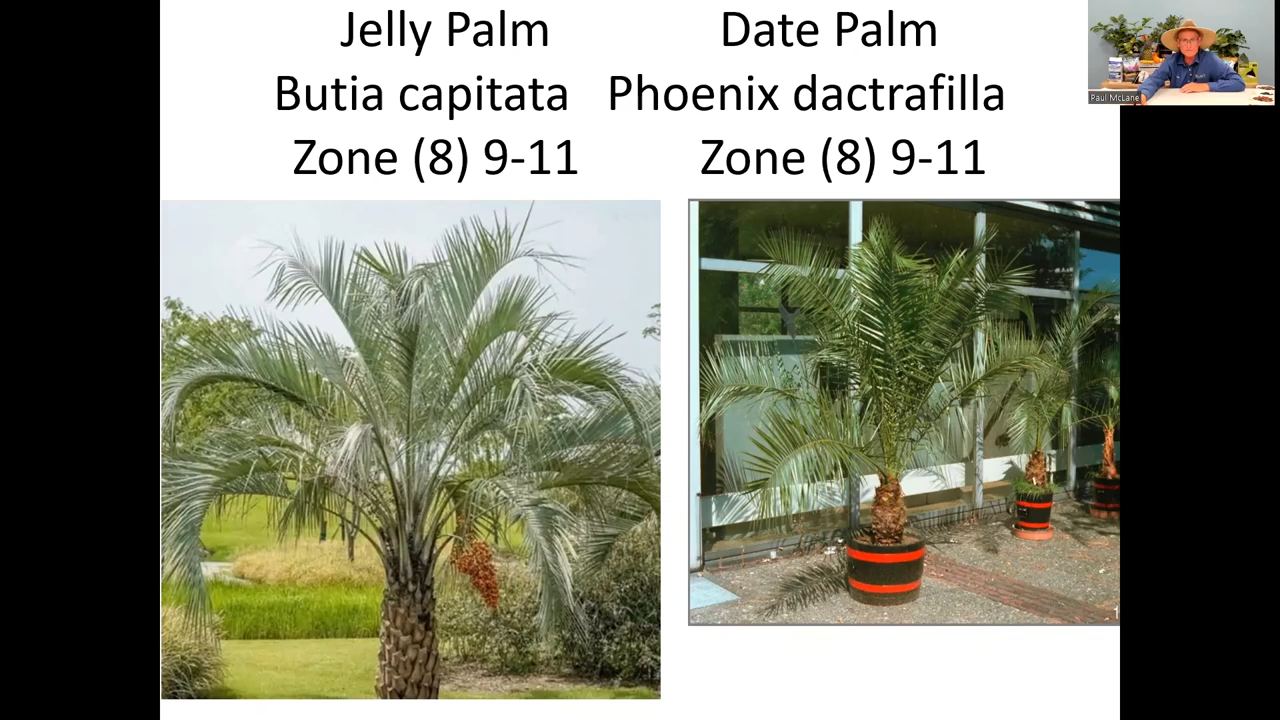 Jelly Palm
Butia capitata
Zone (8) 9-11
Date Palm
Phoenix dactrafilla
Zone (8) 9-11
Paul McLane